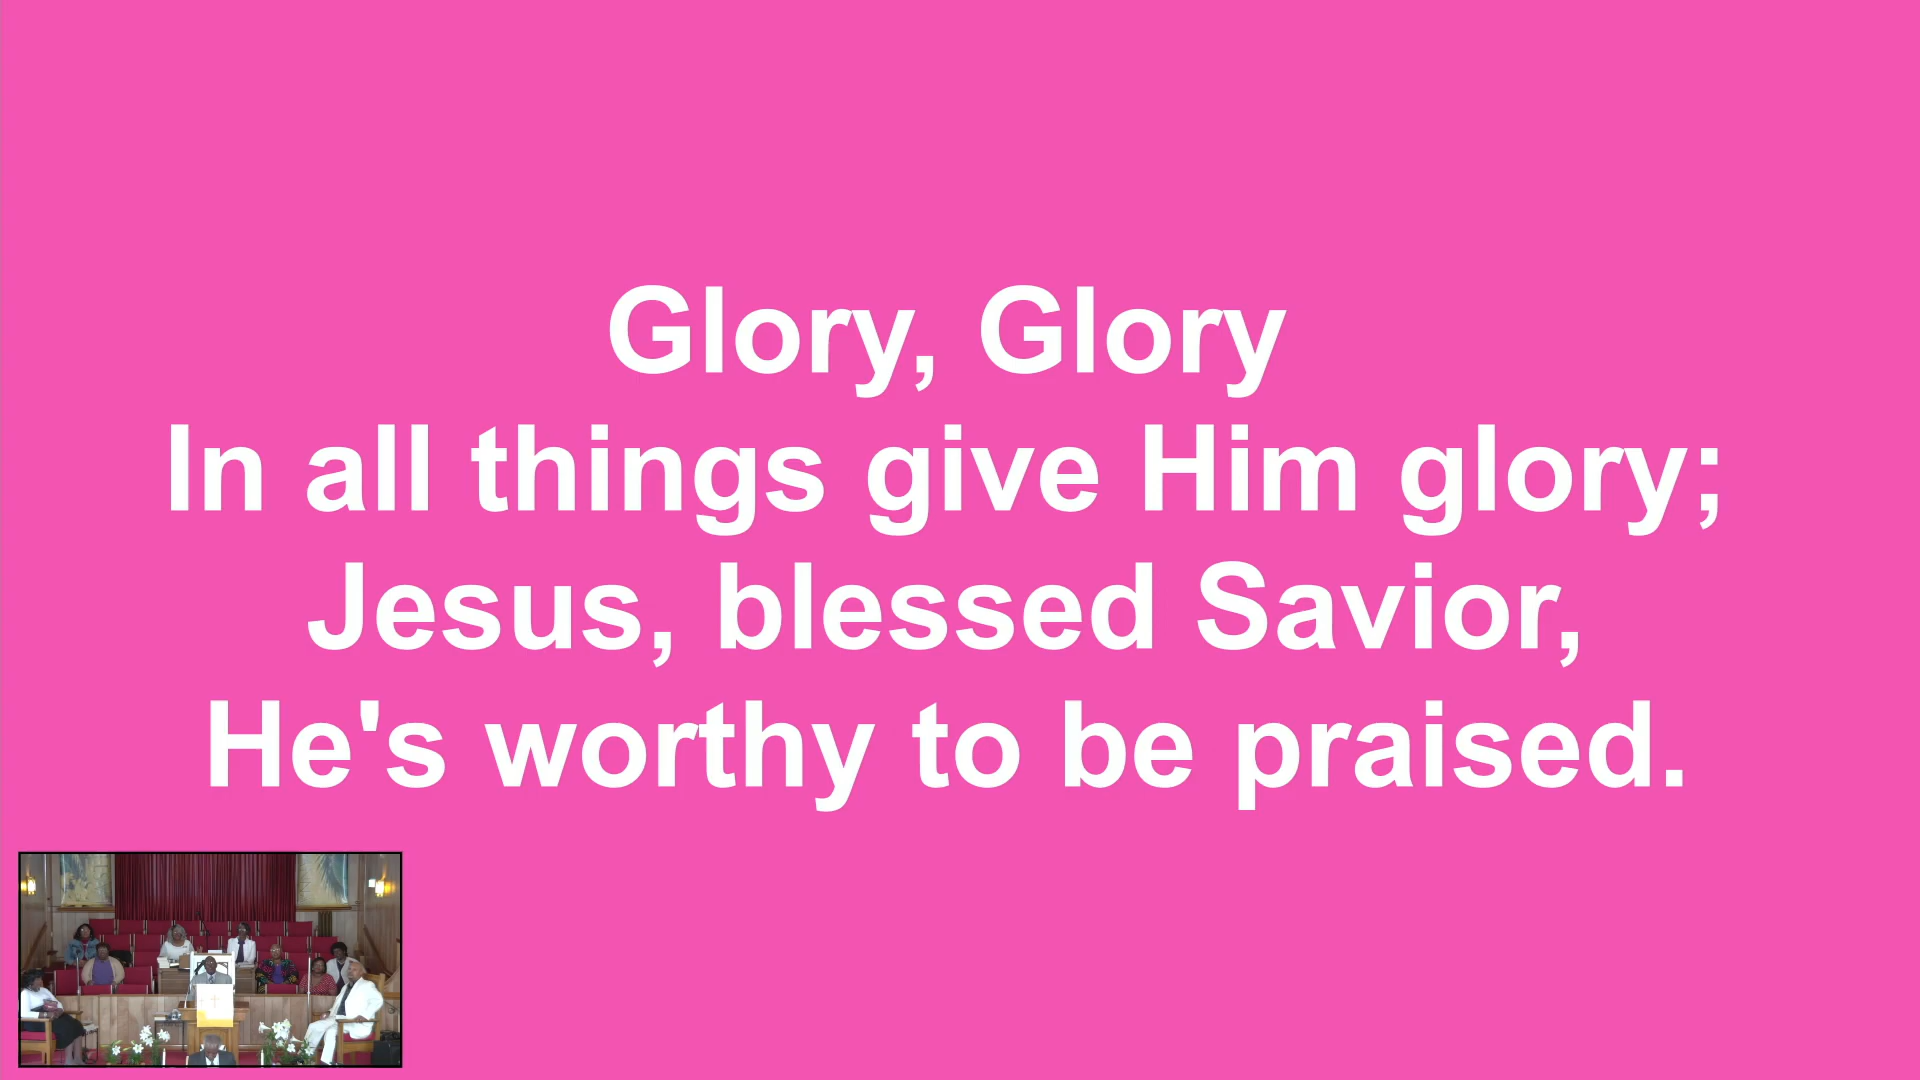 Glory, Glory
In all things give Him glory;
Jesus, blessed Savior,
He's worthy to be praised.